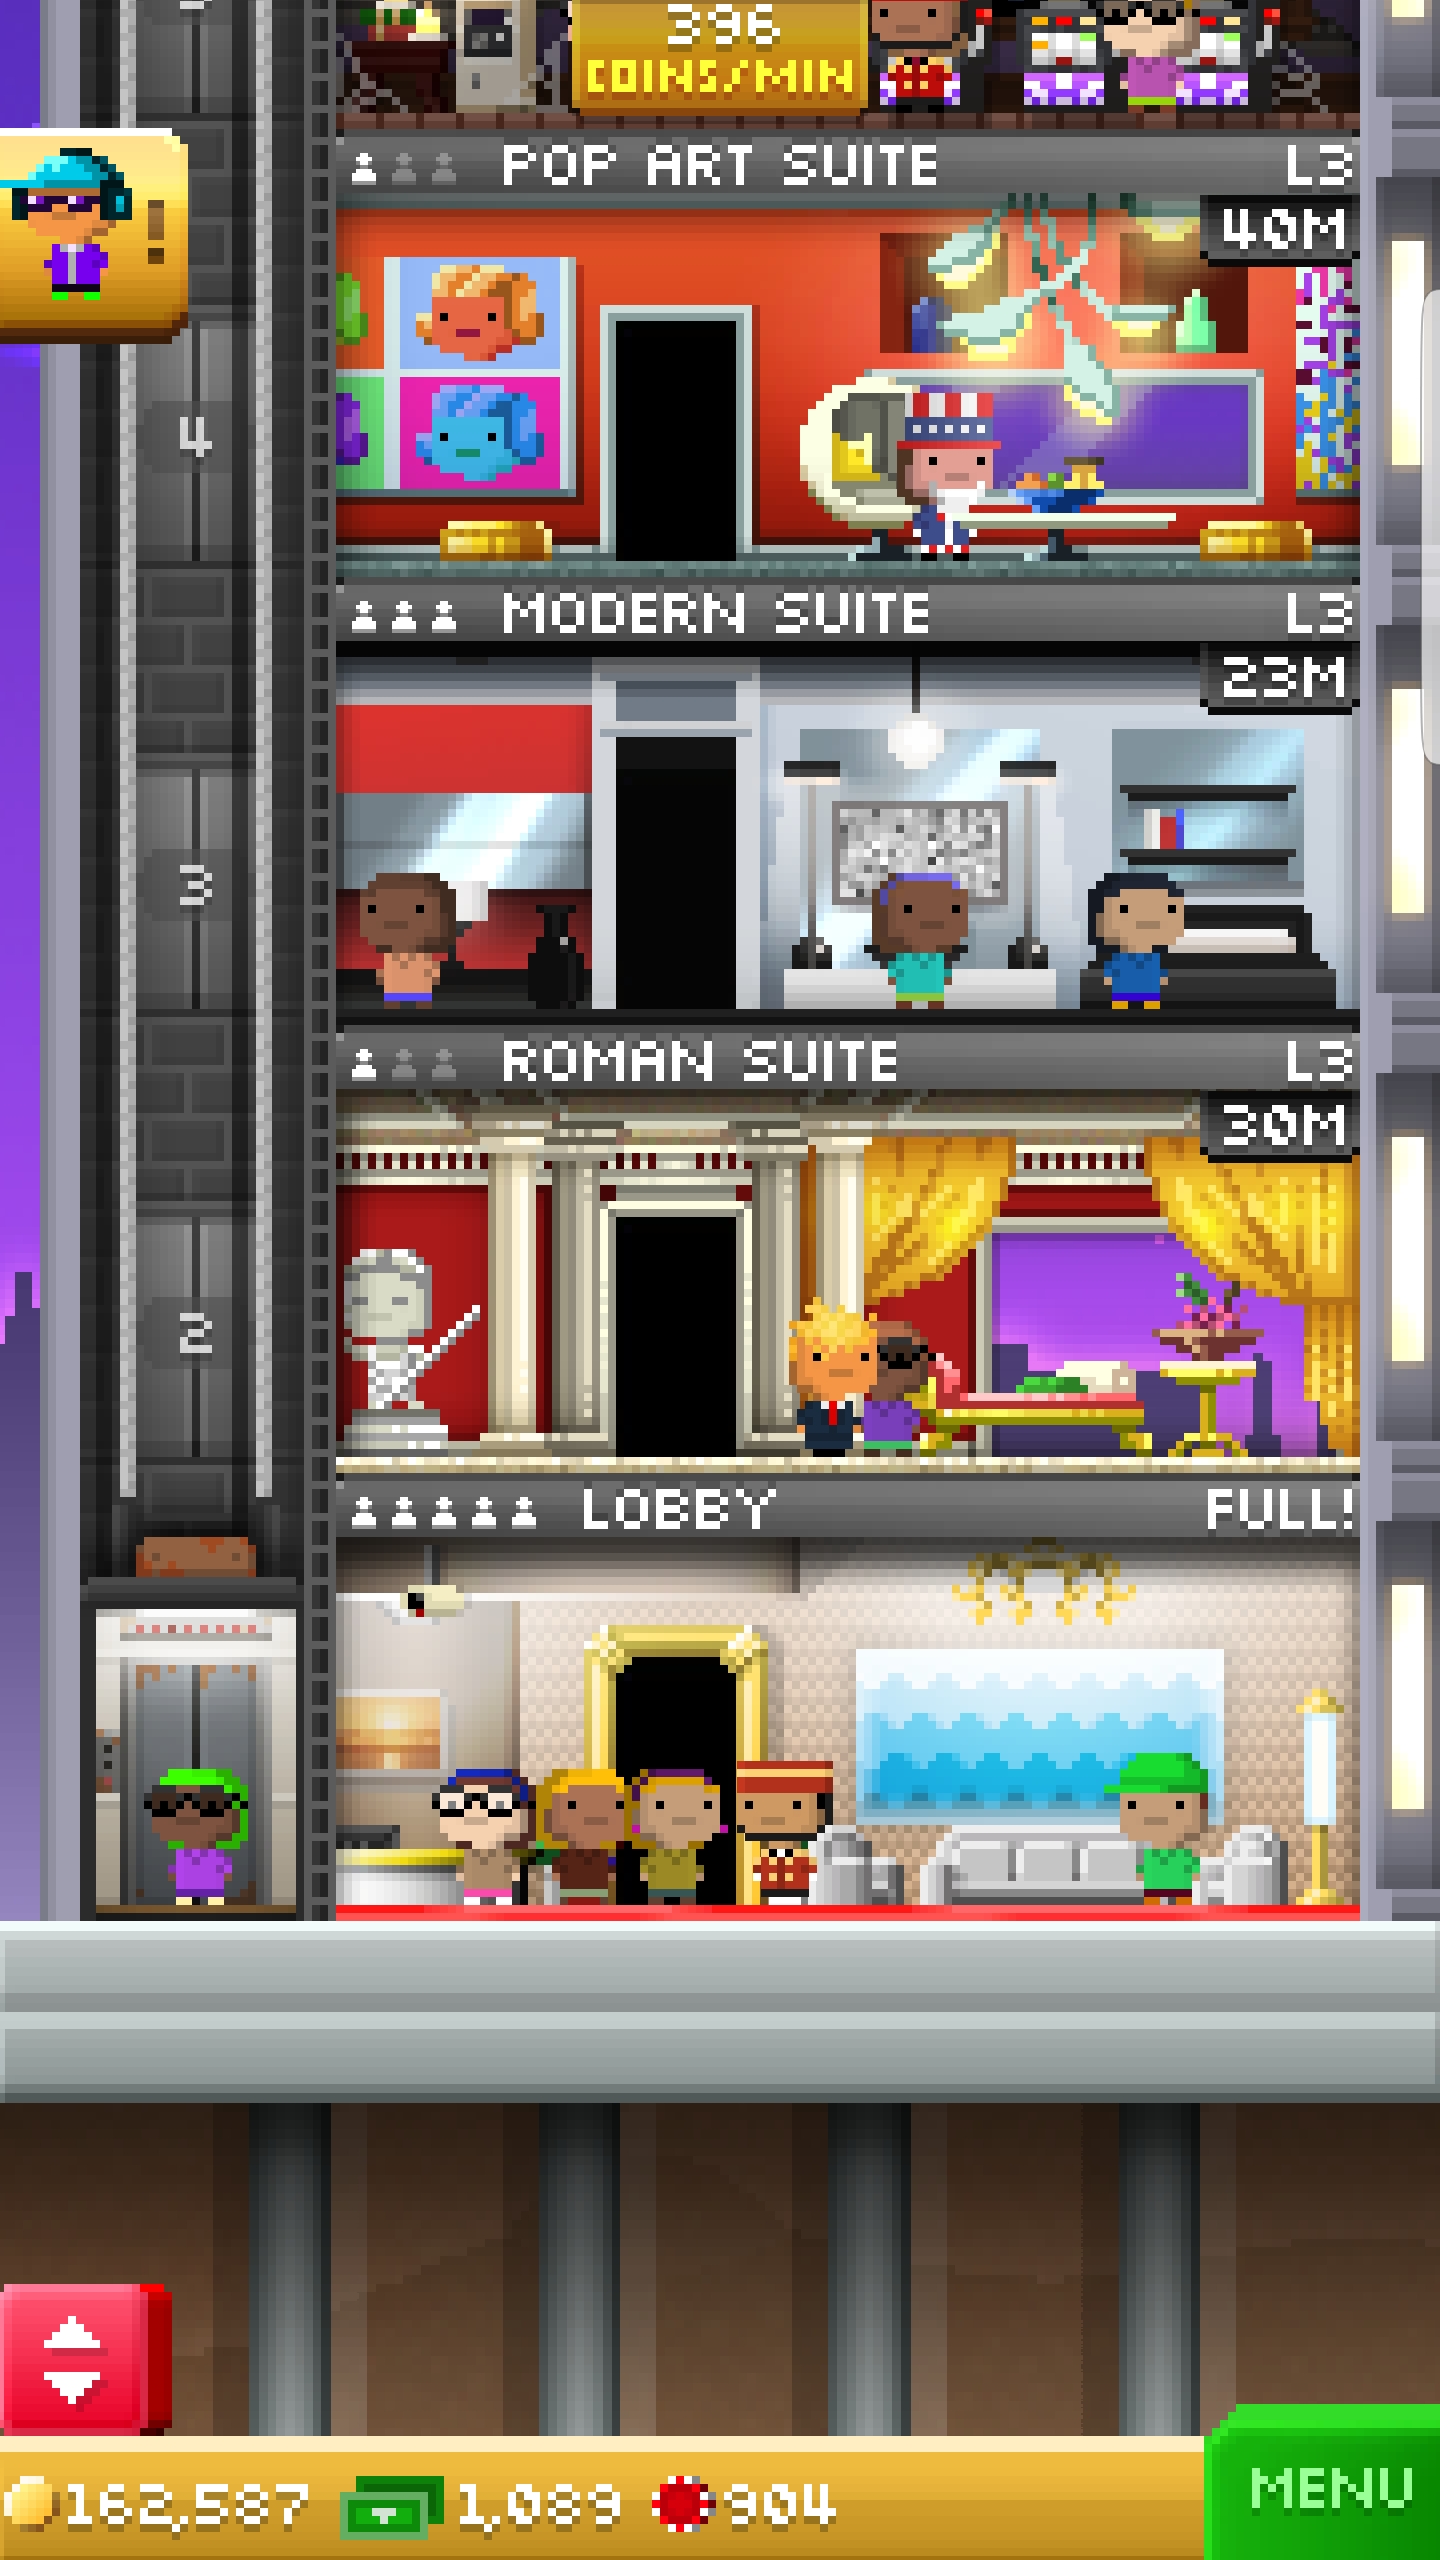 396
COINS/MIN
POP ART SUITE L3
40M
!
4
MODERN SUITE L3
23M
3
ROMAN SUITE L3
30M
2
LOBBY FULL!
162,587 1,089 904
MENU